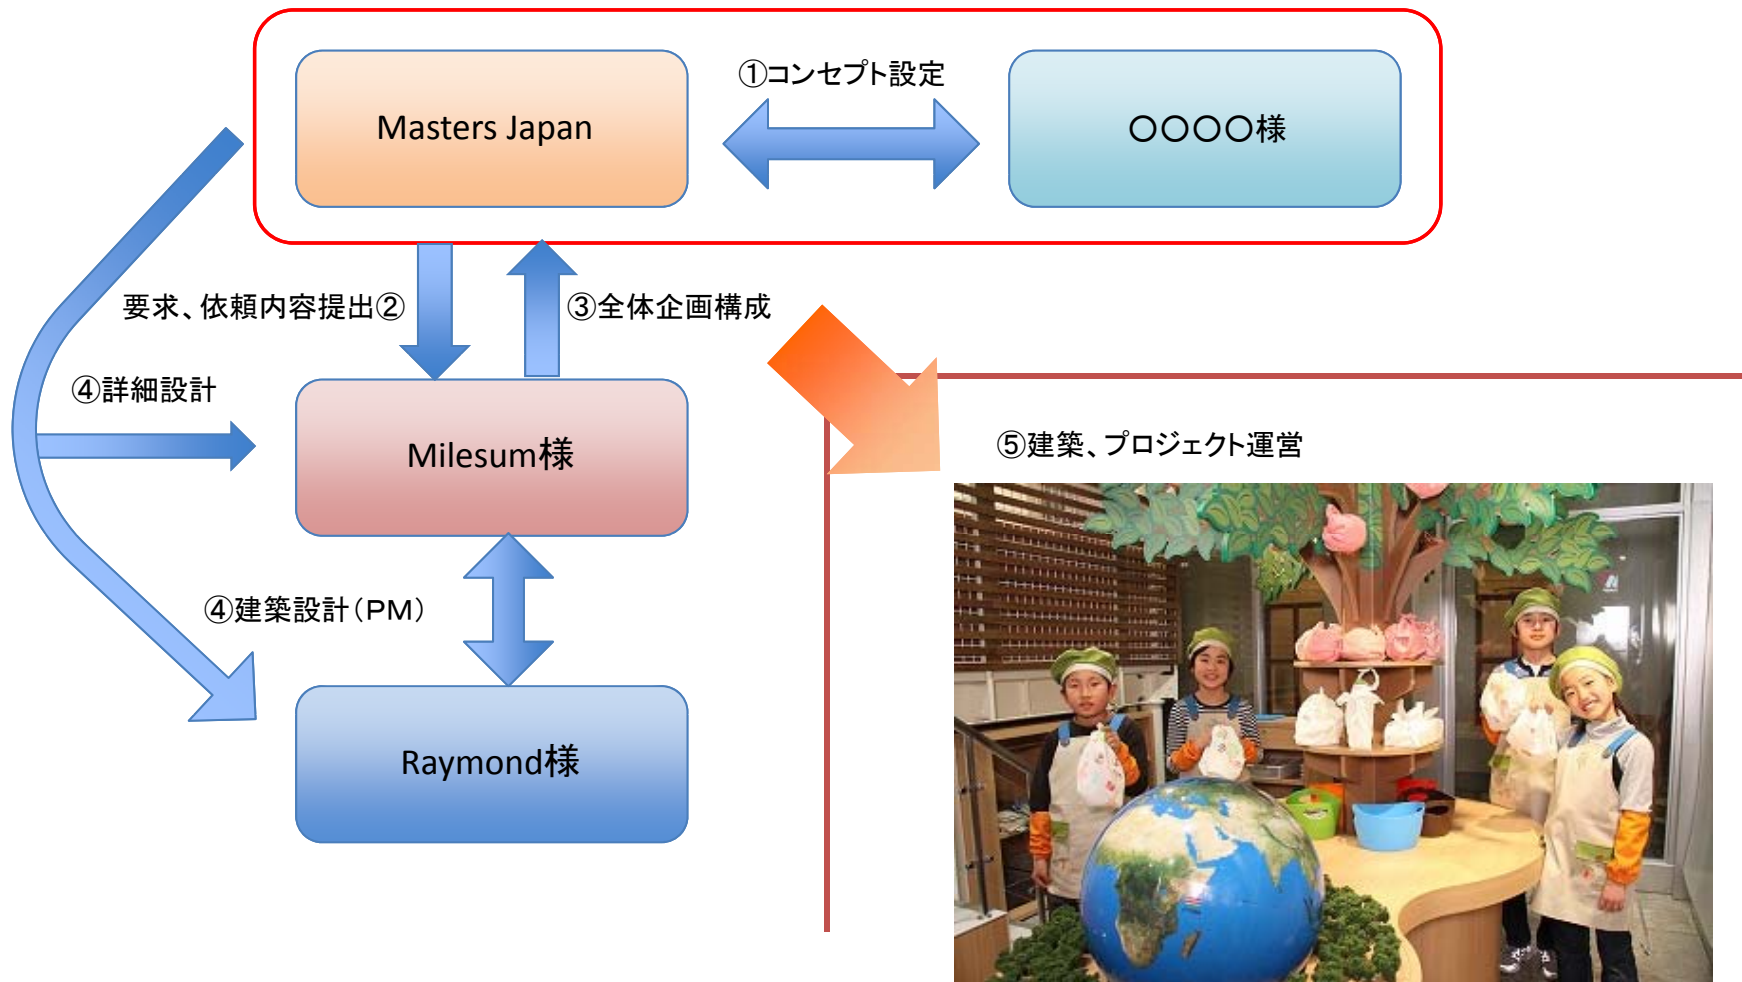 ①コンセプト設定
Masters Japan
〇〇〇〇様
要求、依頼内容提出②
③全体企画構成
④詳細設計
Milesum様
⑤建築、プロジェクト運営
④建築設計（PM）
Raymond様